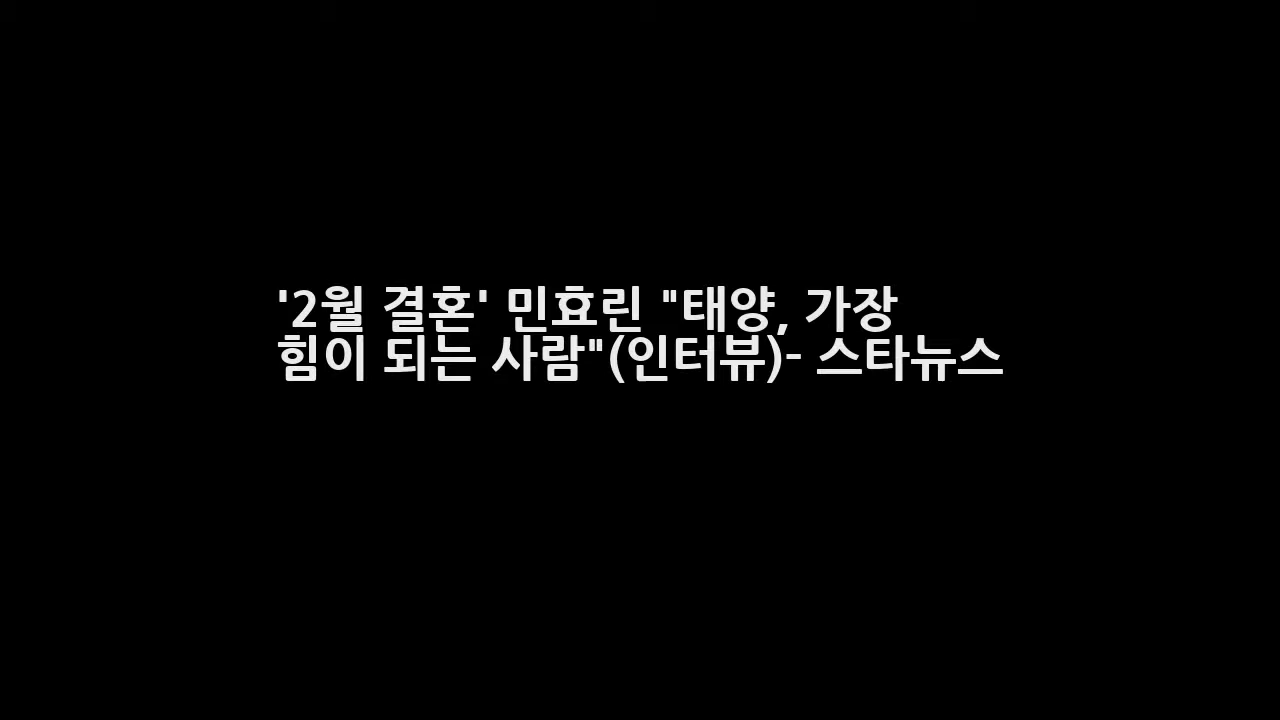 '2월 결혼' 민효린 "태양, 가장
힘이 되는 사람"(인터뷰)- 스타뉴스